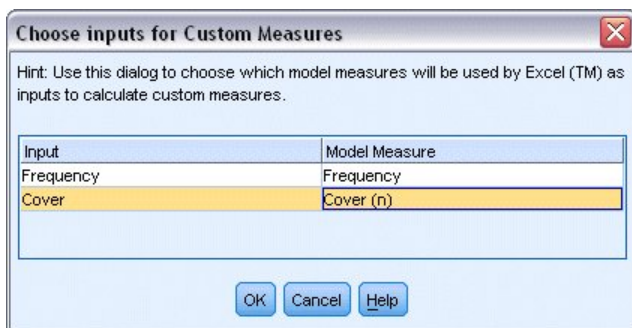 Choose inputs for Custom Measures
Hint: Use this dialog to choose which model measures will be used by Excel (TM) as
inputs to calculate custom measures.
Input Model Measure
Frequency Frequency
Cover Cover (n)
OK Cancel Help